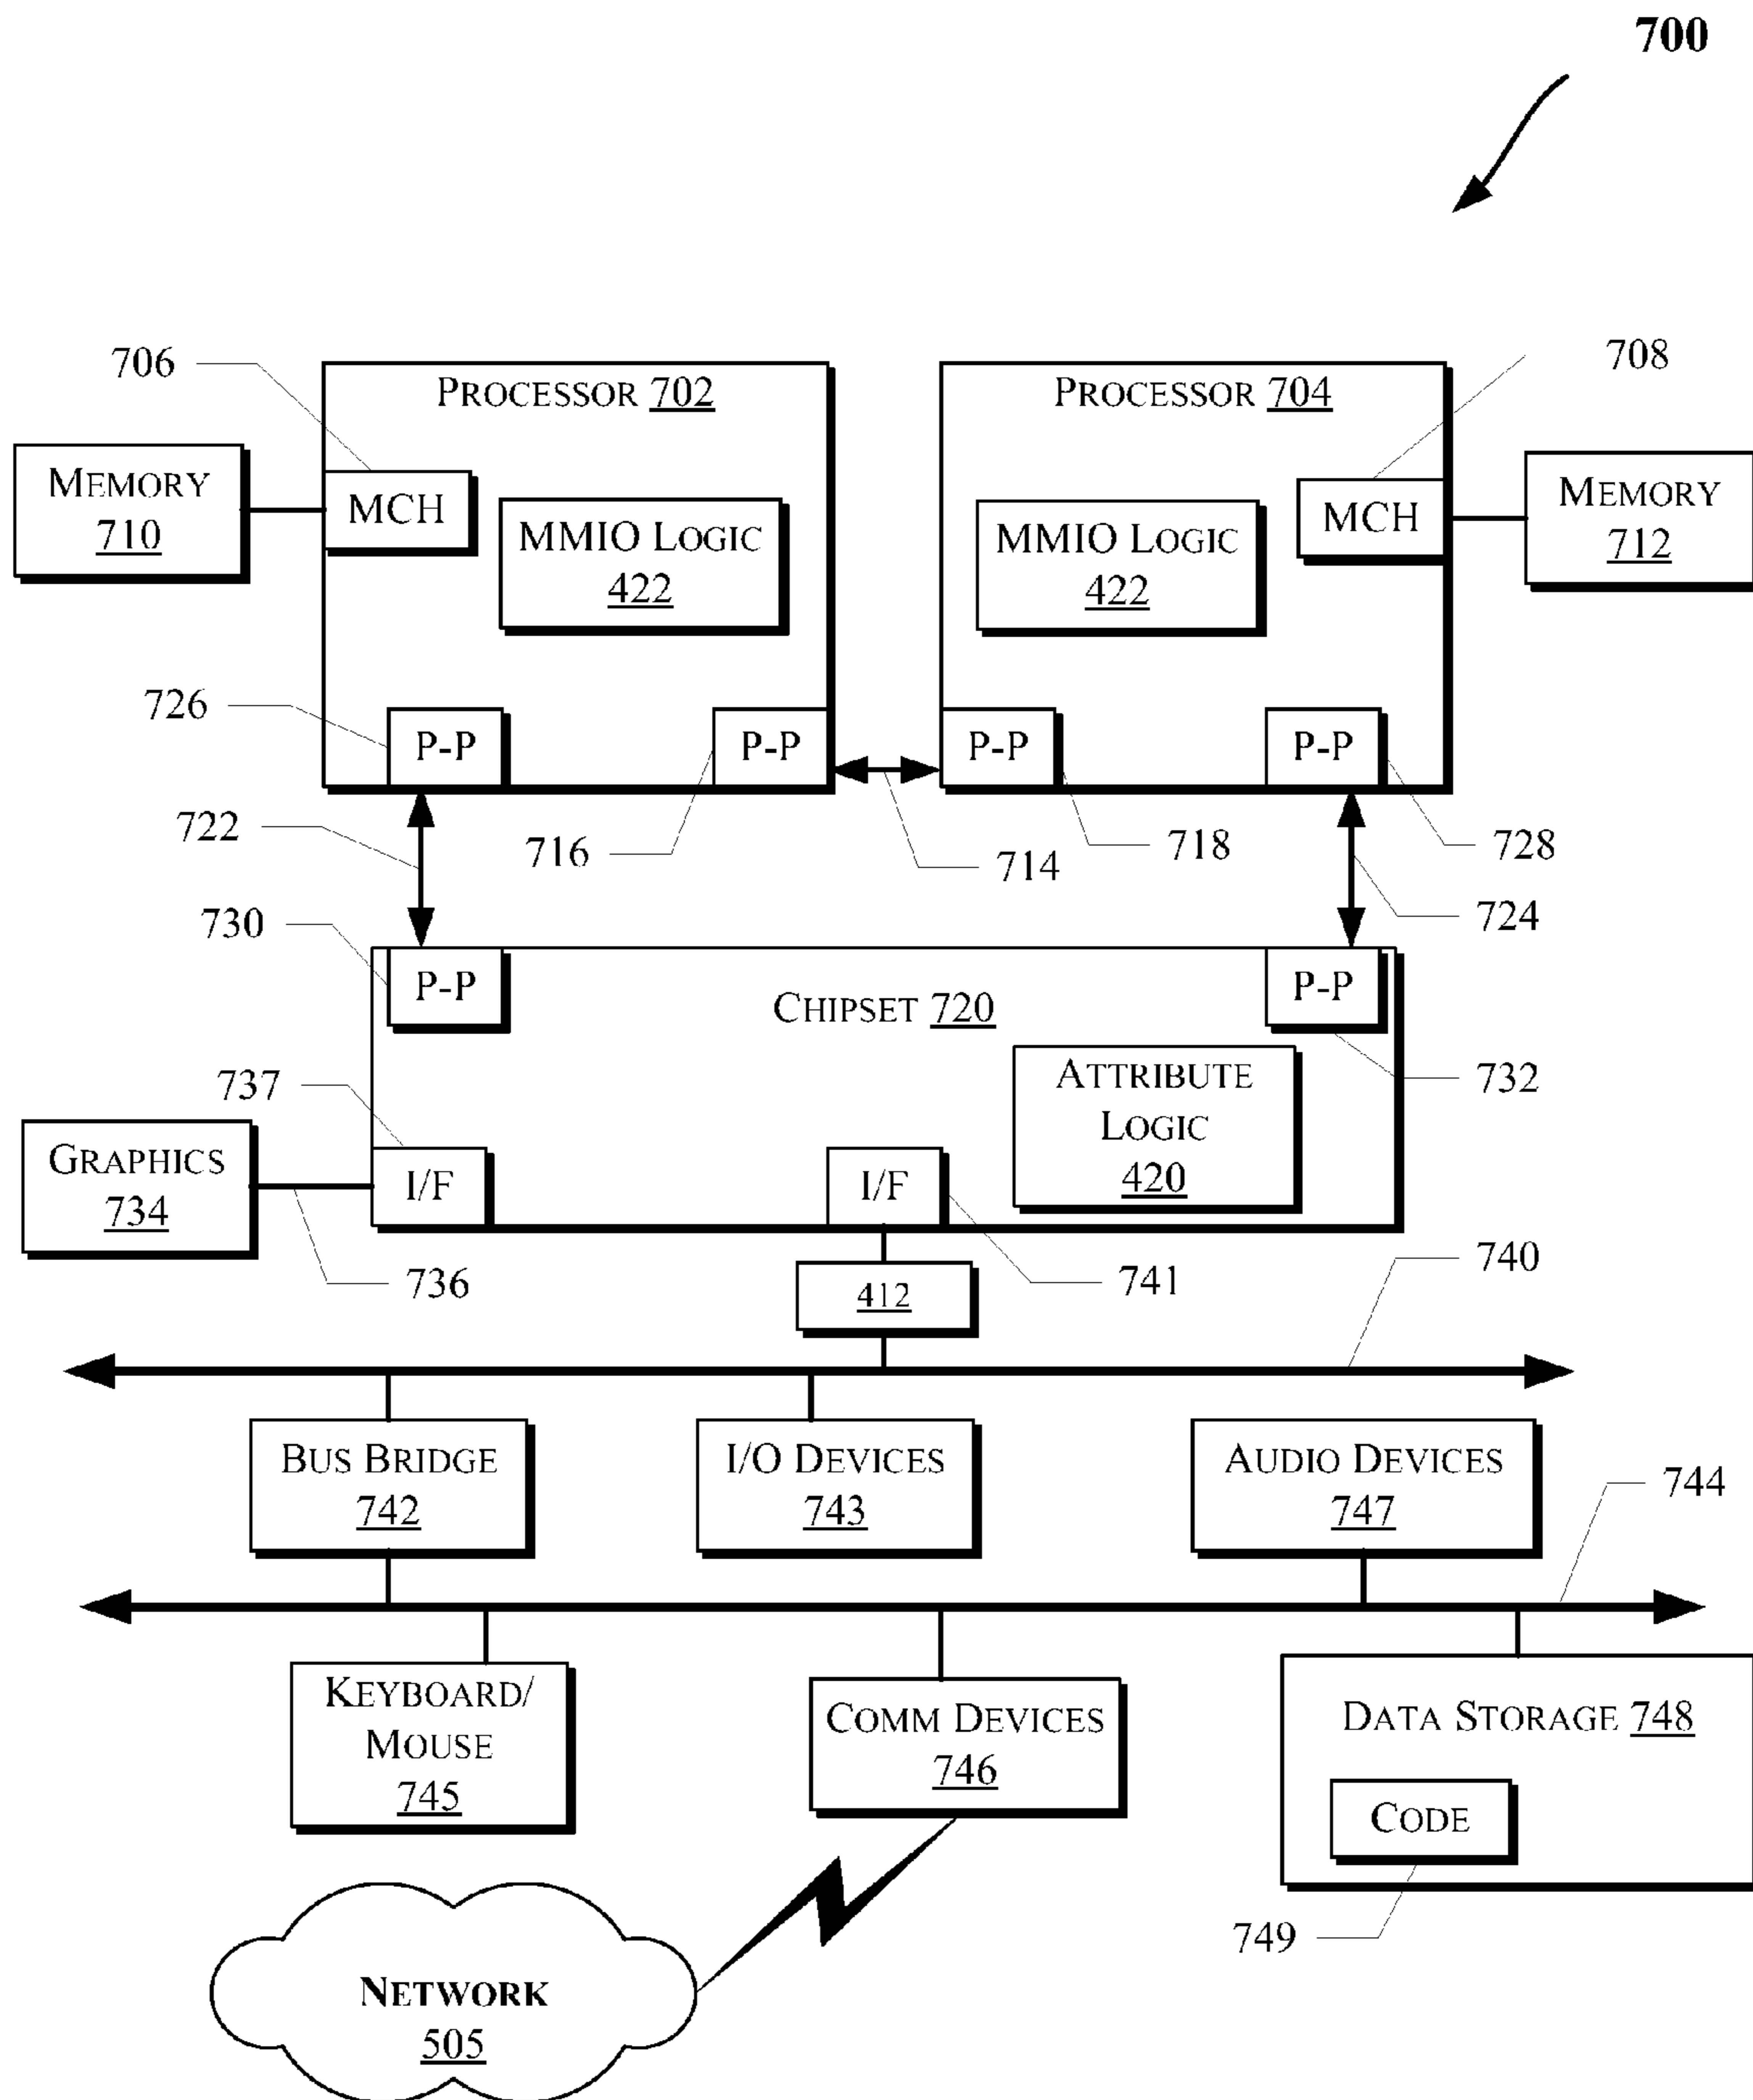 700
706
PROCESSOR 702
PROCESSOR 704
708
MEMORY
710
MCH
MMIO LOGIC
422
MMIO LOGIC
422
MCH
MEMORY
712
726
P-P
P-P
P-P
P-P
722
716
714
718
728
724
730
P-P
CHIPSET 720
P-P
732
737
ATTRIBUTE
LOGIC
420
GRAPHICS
734
I/F
I/F
736
741
740
412
BUS BRIDGE
742
I/O DEVICES
743
AUDIO DEVICES
747
744
KEYBOARD/
MOUSE
745
COMM DEVICES
746
DATA STORAGE 748
CODE
749
NETWORK
505